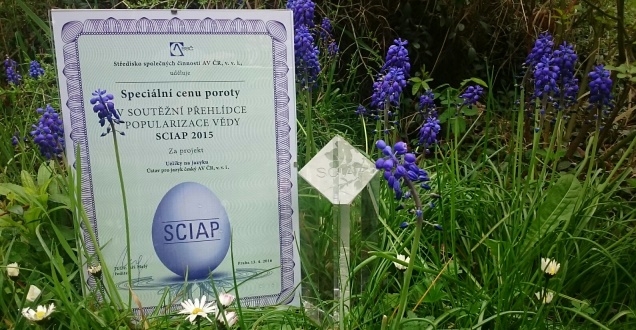 Středisko společných činností AV ČR, v. v. i.
uděluje
Speciální cenu poroty
V SOUTĚŽNÍ PŘEHLÍDCE
POPULARIZACE VĚDY
SCIAP 2015
Za projekt
Ústav pro jazyk český AV ČR, v. v. i.
SCIAP
SCIAP